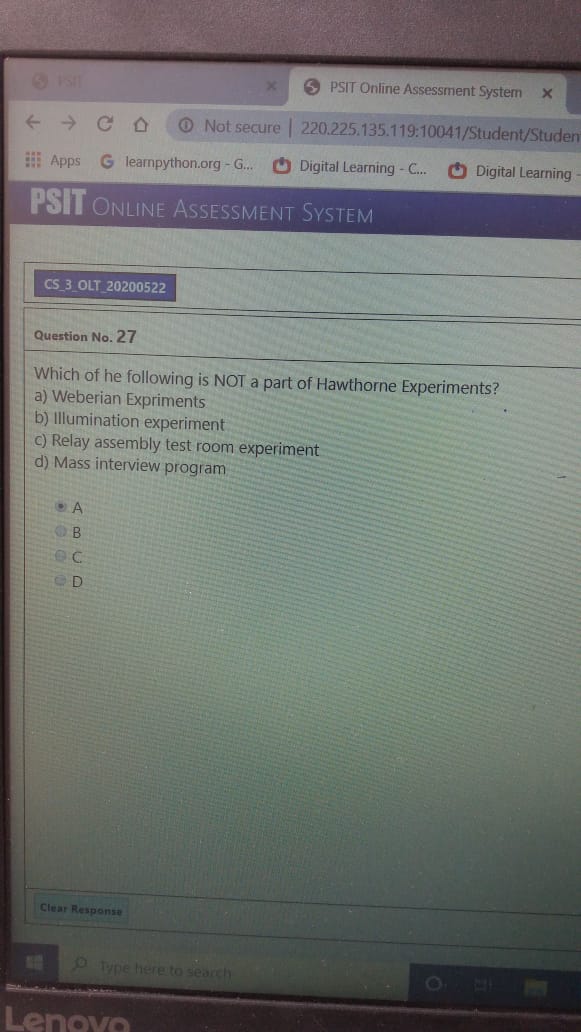 PSIT
PSIT Online Assessment System
Not secure | 220.225.135.119:10041/Student/Studen
Apps
learnpython.org - G...
Digital Learning - C...
Digital Learning -
PSIT ONLINE ASSESSMENT SYSTEM
CS_3_OLT_20200522
Question No. 27
Which of he following is NOT a part of Hawthorne Experiments?
a) Weberian Expriments
b) Illumination experiment
c) Relay assembly test room experiment
d) Mass interview program
A
B
C
D
Clear Response
Type here to search
Lenovo